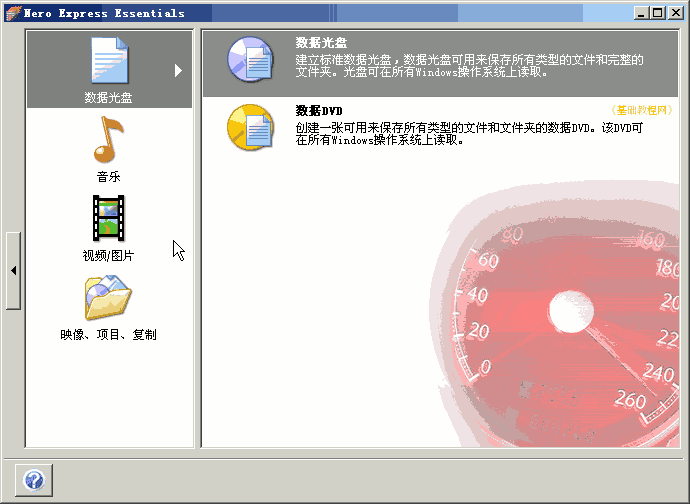 Nero Express Essentials
数据光盘
音乐
视频/图片
映像、项目、复制
数据光盘
建立标准数据光盘，数据光盘可用来保存所有类型的文件和完整的
文件夹。光盘可在所有Windows操作系统上读取。
数据DVD
（基础教程网）
创建一张可用来保存所有类型的文件和文件夹的数据DVD。该DVD可
在所有Windows操作系统上读取。
80
160
60
180
40
20
20
22
0
240
260
?